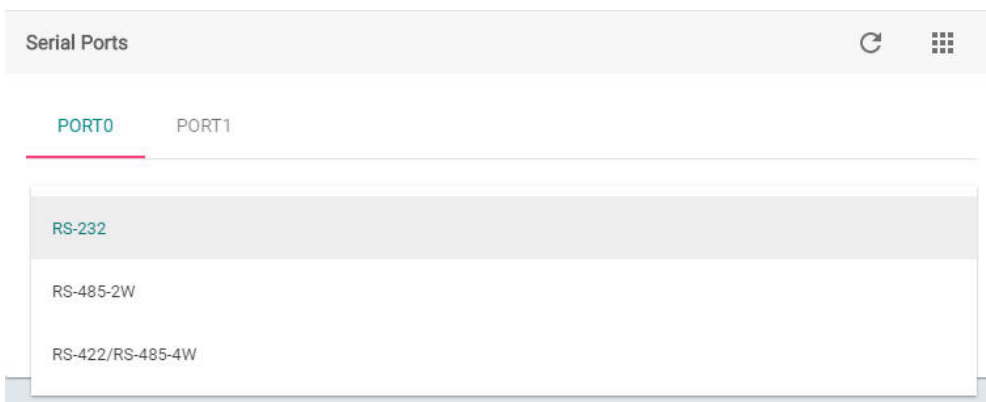 Serial Ports
PORT0 PORT1
RS-232
RS-485-2W
RS-422/RS-485-4W